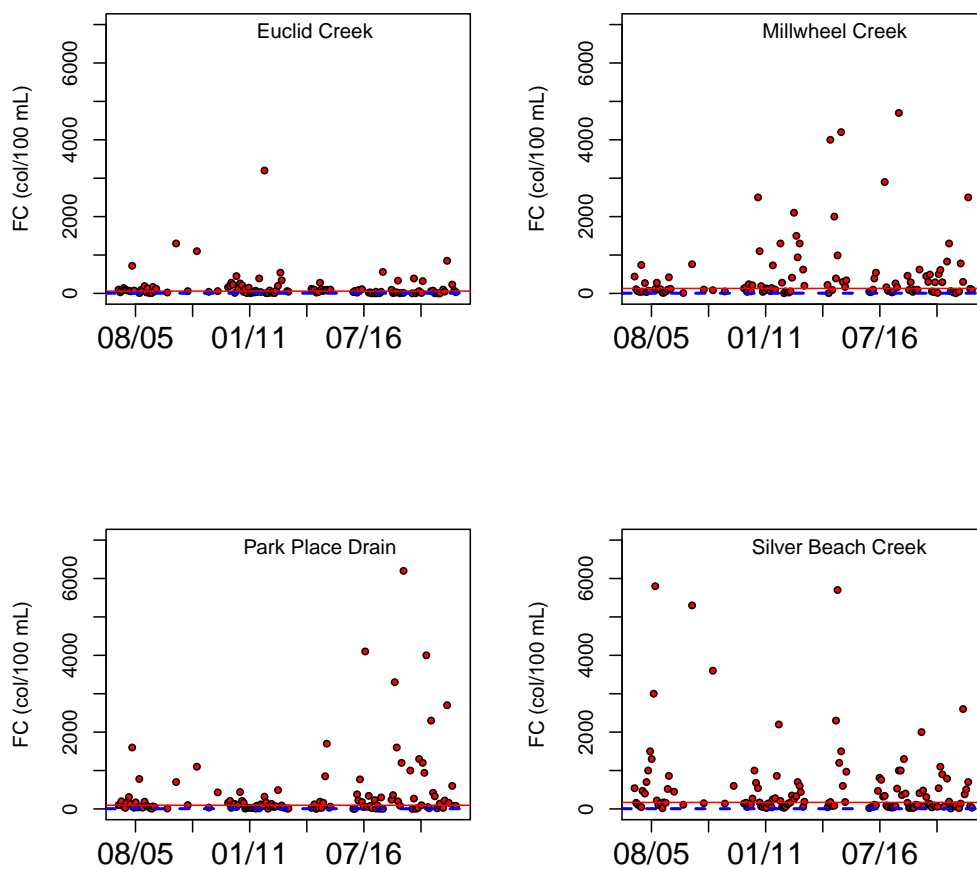 Euclid Creek
FC (col/100 mL)
6000
4000
2000
0
08/05 01/11 07/16
Millwheel Creek
FC (col/100 mL)
6000
4000
2000
0
08/05 01/11 07/16
Park Place Drain
FC (col/100 mL)
6000
4000
2000
0
08/05 01/11 07/16
Silver Beach Creek
FC (col/100 mL)
6000
4000
2000
0
08/05 01/11 07/16